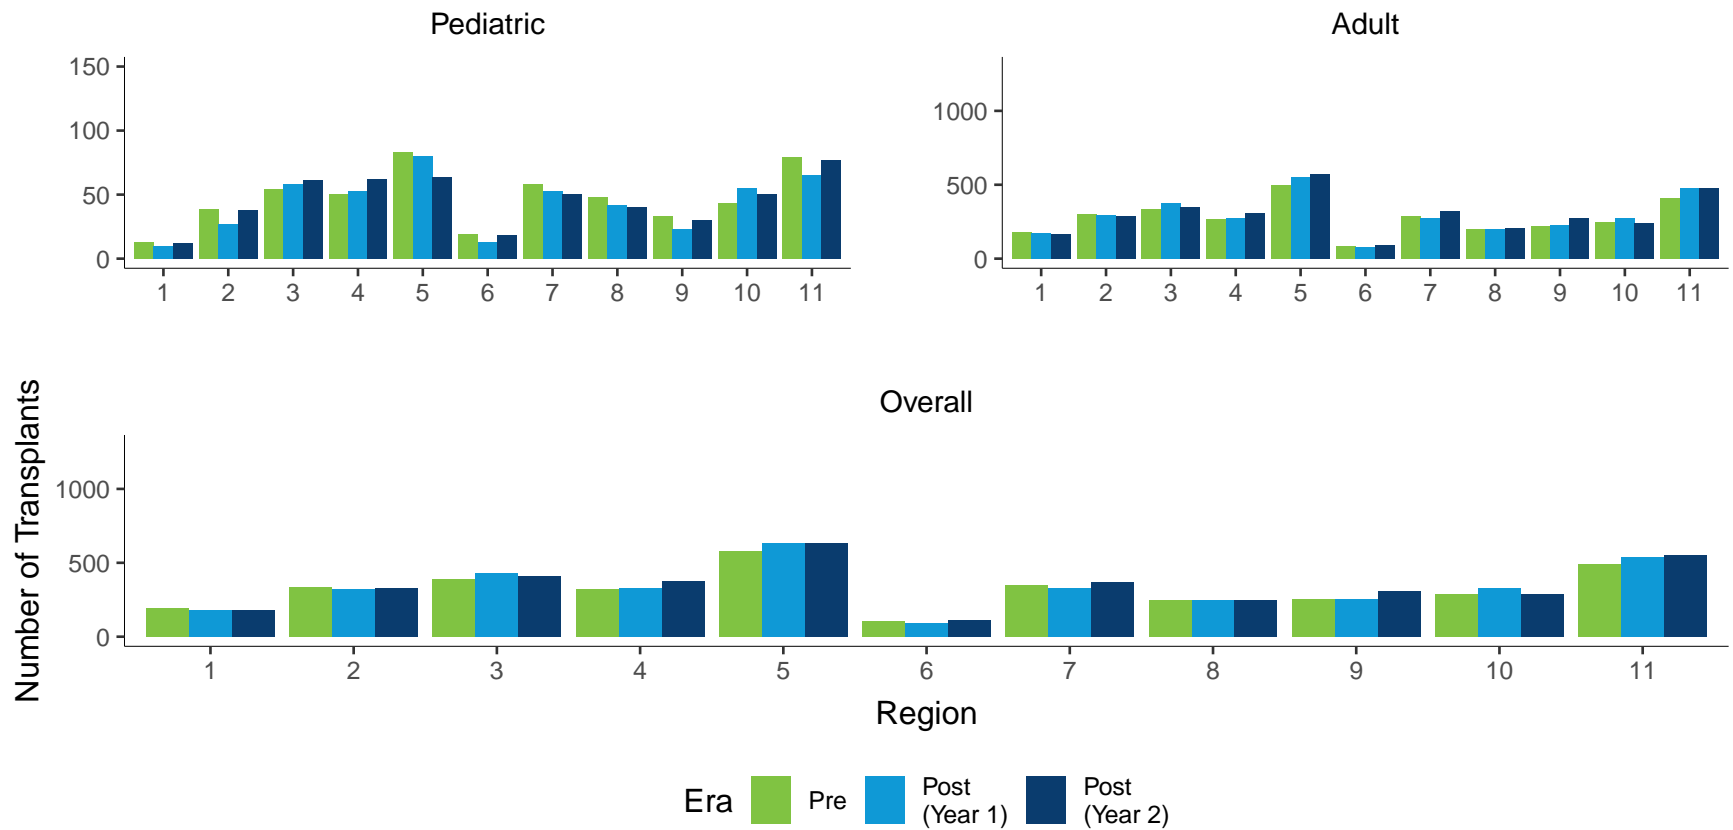 Pediatric
150
100
50
0
1 2 3 4 5 6 7 8 9 10 11
Adult
1000
500
0
1 2 3 4 5 6 7 8 9 10 11
Overall
Number of Transplants
1000
500
0
1 2 3 4 5 6 7 8 9 10 11
Region
Era
Pre
Post
(Year 1)
Post
(Year 2)